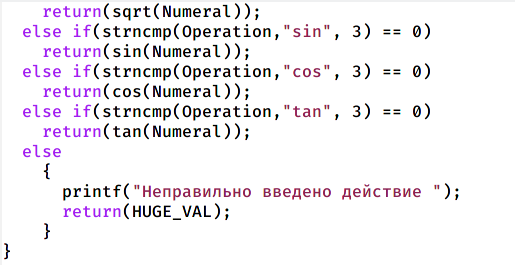 return(sqrt(Numeral));
else if(strncmp(Operation,"sin", 3) == 0)
return(sin(Numeral));
else if(strncmp(Operation,"cos", 3) == 0)
return(cos(Numeral));
else if(strncmp(Operation,"tan", 3) == 0)
return(tan(Numeral));
else
{
printf("Неправильно введено действие ");
return(HUGE_VAL);
}
}